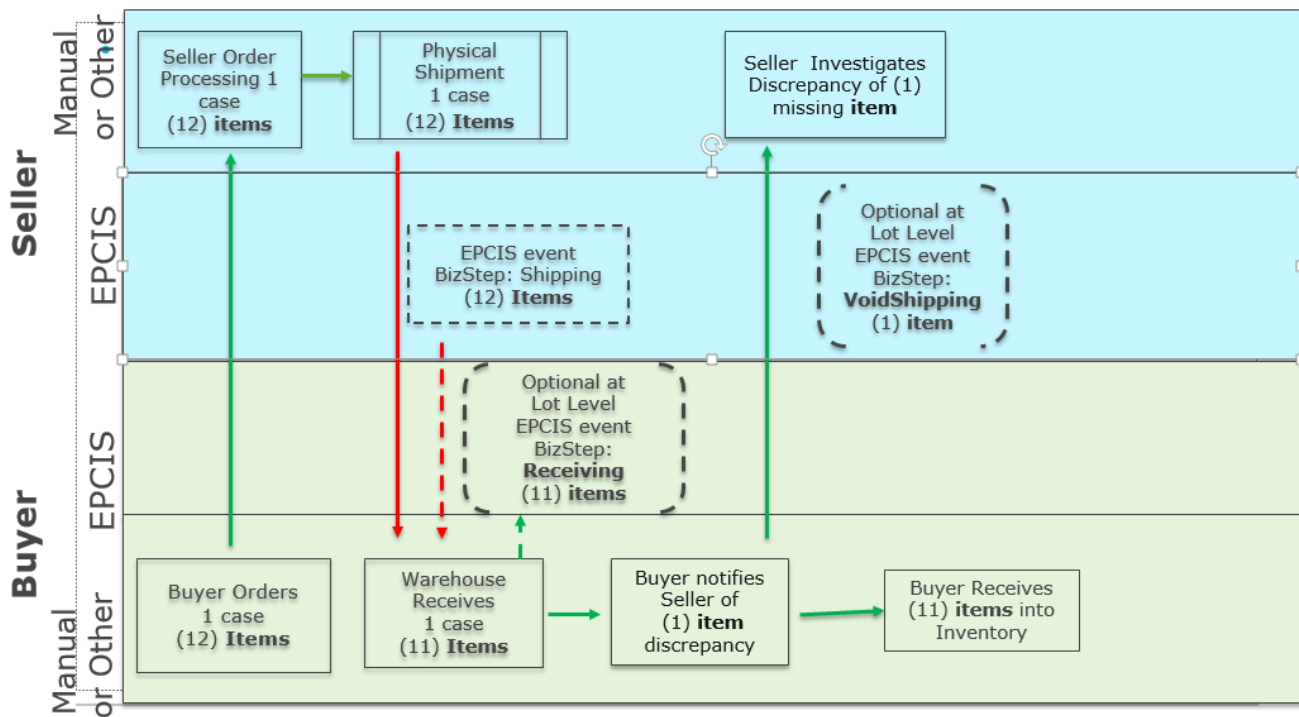 Seller
Manual
or Other
Seller Order
Processing 1
case
(12) items
Physical
Shipment
1 case
(12) Items
Seller  Investigates
Discrepancy of (1)
missing item
EPCIS
EPCIS event
BizStep: Shipping
(12) Items
Optional at
Lot Level
EPCIS event
BizStep:
VoidShipping
(1) item
Buyer
EPCIS
Optional at
Lot Level
EPCIS event
BizStep:
Receiving
(11) items
Manual
or Other
Buyer Orders
1 case
(12) Items
Warehouse
Receives
1 case
(11) Items
Buyer notifies
Seller of
(1) item
discrepancy
Buyer Receives
(11) items into
Inventory